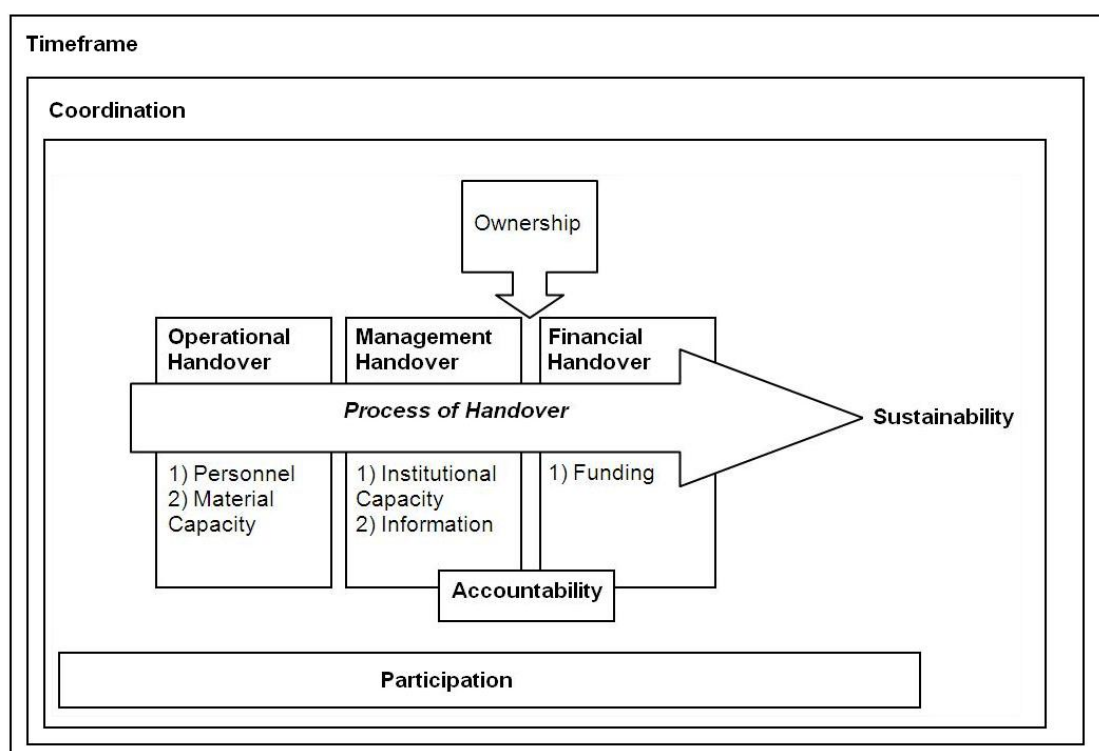 Timeframe
Coordination
Ownership
Operational
Handover
Management
Handover
Financial
Handover
Process of Handover
Sustainability
1) Personnel
2) Material
Capacity
1) Institutional
Capacity
2) Information
1) Funding
Accountability
Participation